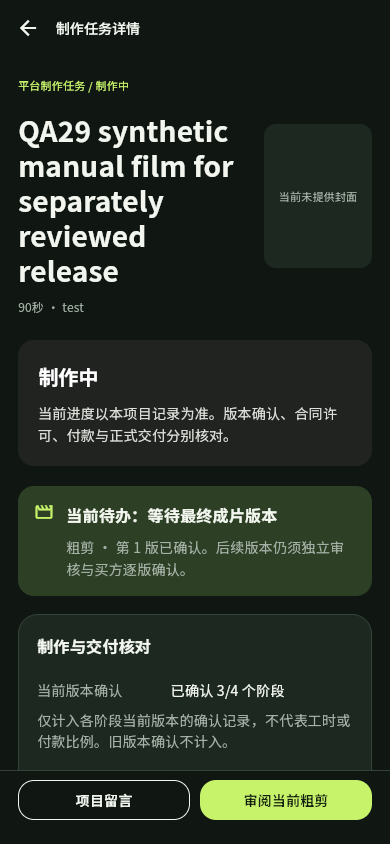 制作任务详情
平台制作任务 / 制作中
QA29 synthetic
manual film for
separately
reviewed
release
当前未提供封面
90秒 · test
制作中
当前进度以本项目记录为准。版本确认、合同许
可、付款与正式交付分别核对。
当前待办：等待最终成片版本
粗剪 · 第 1 版已确认。后续版本仍须独立审
核与买方逐版确认。
制作与交付核对
当前版本确认 已确认 3/4 个阶段
仅计入各阶段当前版本的确认记录，不代表工时或
付款比例。旧版本确认不计入。
项目留言
审阅当前粗剪